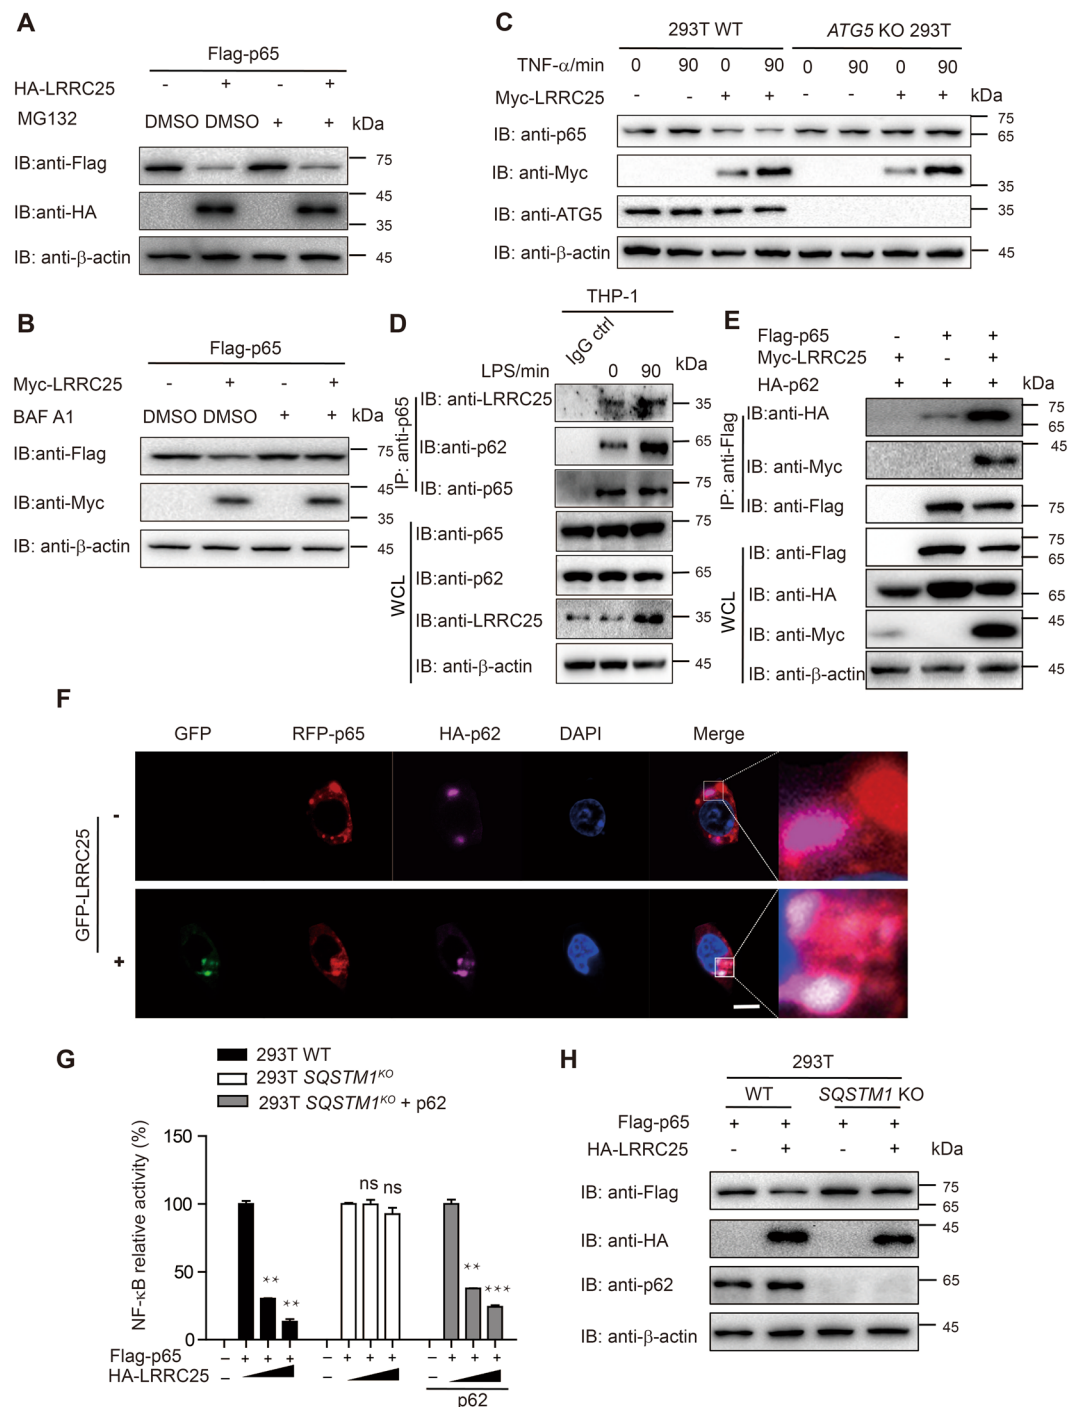 A
Flag-p65
HA-LRRC25 - + - +
MG132 DMSO DMSO + + kDa
IB:anti-Flag 75
IB:anti-HA 45
35
IB: anti-β-actin 45
B
Flag-p65
Myc-LRRC25 - + - +
BAF A1 DMSO DMSO + + kDa
IB:anti-Flag 75
IB:anti-Myc 45
35
IB: anti-β-actin 45
C
293T WT ATG5 KO 293T
TNF-α/min 0 90 0 90 0 90 0 90
Myc-LRRC25 - - + + - - + + kDa
IB: anti-p65 75
65
IB: anti-Myc 35
IB: anti-ATG5 35
IB: anti-β-actin 45
D
THP-1
IgG ctrl
LPS/min 0 90 kDa
IP: anti-p65
IB: anti-LRRC25 35
IB:anti-p62 65
IB: anti-p65 75
WCL
IB:anti-p65 75
IB:anti-p62 65
IB:anti-LRRC25 35
IB: anti-β-actin 45
E
Flag-p65 - + +
Myc-LRRC25 + - +
HA-p62 + + + kDa
IP: anti-Flag
IB:anti-HA 75
65
IB: anti-Myc 45
IB: anti-Flag 75
WCL
IB: anti-Flag 75
65
IB: anti-HA 65
IB: anti-Myc 45
IB: anti-β-actin 45
F
GFP RFP-p65 HA-p62 DAPI Merge
GFP-LRRC25
-
+
G
293T WT
293T SQSTM1KO
293T SQSTM1KO + p62
NF-κB relative activity (%)
150
100
50
0
** **
ns ns
** ***
Flag-p65 – + + + – + + + – + + +
HA-LRRC25 – – –
p62
H
293T
WT SQSTM1 KO
Flag-p65 + + + +
HA-LRRC25 - + - + kDa
IB: anti-Flag 75
65
IB: anti-HA 45
IB: anti-p62 65
IB: anti-β-actin 45